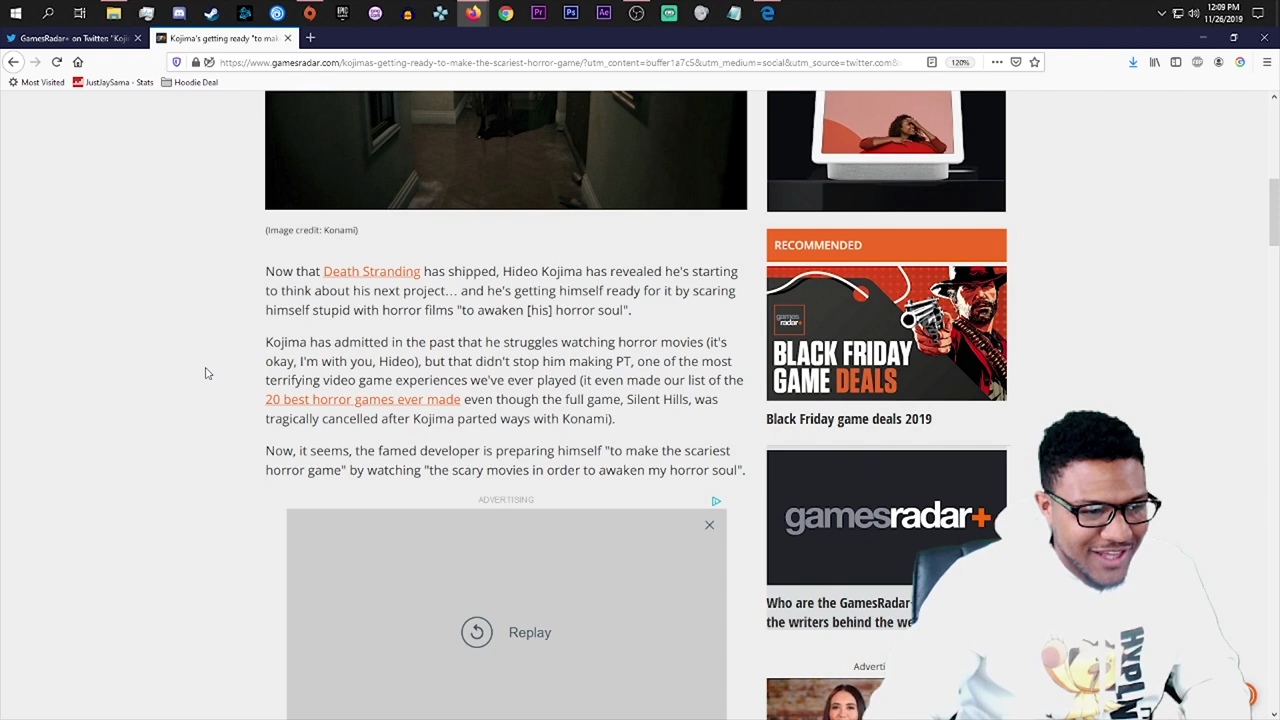 12:09 PM
11/26/2019
GamesRadar+ on Twitter: "Koji
Kojima's getting ready "to mak
https://www.gamesradar.com/kojimas-getting-ready-to-make-the-scariest-horror-game/?utm_content=buffer1a7c5&utm_medium=social&utm_source=twitter.com&
120%
Most Visited
JustJaySama - Stats
Hoodie Deal
(Image credit: Konami)
Now that Death Stranding has shipped, Hideo Kojima has revealed he's starting
to think about his next project… and he's getting himself ready for it by scaring
himself stupid with horror films "to awaken [his] horror soul".
Kojima has admitted in the past that he struggles watching horror movies (it's
okay, I'm with you, Hideo), but that didn't stop him making PT, one of the most
terrifying video game experiences we've ever played (it even made our list of the
20 best horror games ever made even though the full game, Silent Hills, was
tragically cancelled after Kojima parted ways with Konami).
Now, it seems, the famed developer is preparing himself "to make the scariest
horror game" by watching "the scary movies in order to awaken my horror soul".
ADVERTISING
Replay
RECOMMENDED
gamesradar+
BLACK FRIDAY
GAME DEALS
Black Friday game deals 2019
gamesradar+
Who are the GamesRadar
the writers behind the we
Adverti